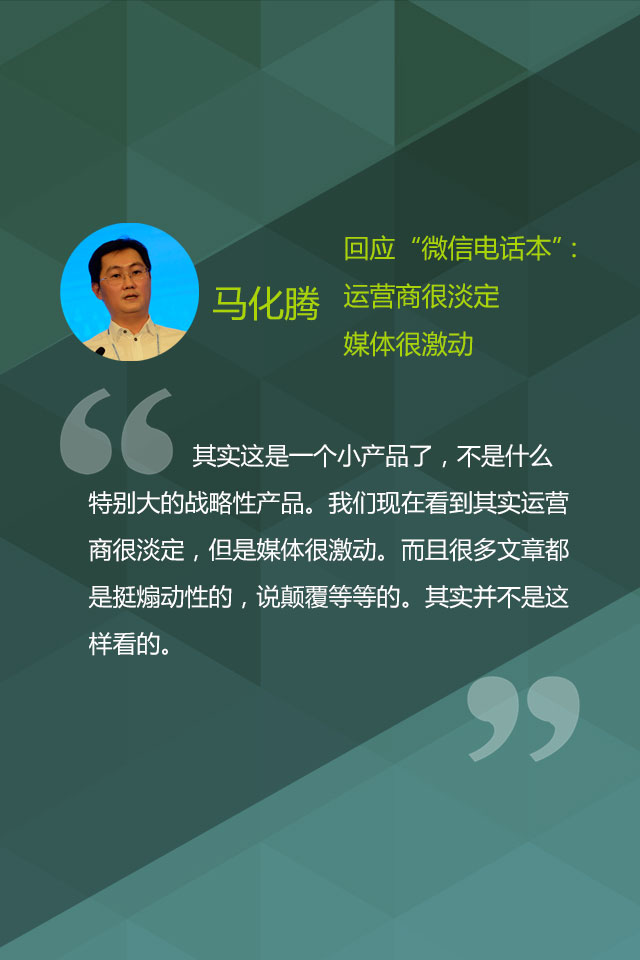 马化腾
回应“微信电话本”：
运营商很淡定
媒体很激动
其实这是一个小产品了，不是什么
特别大的战略性产品。我们现在看到其实运营
商很淡定，但是媒体很激动。而且很多文章都
是挺煽动性的，说颠覆等等的。其实并不是这
样看的。